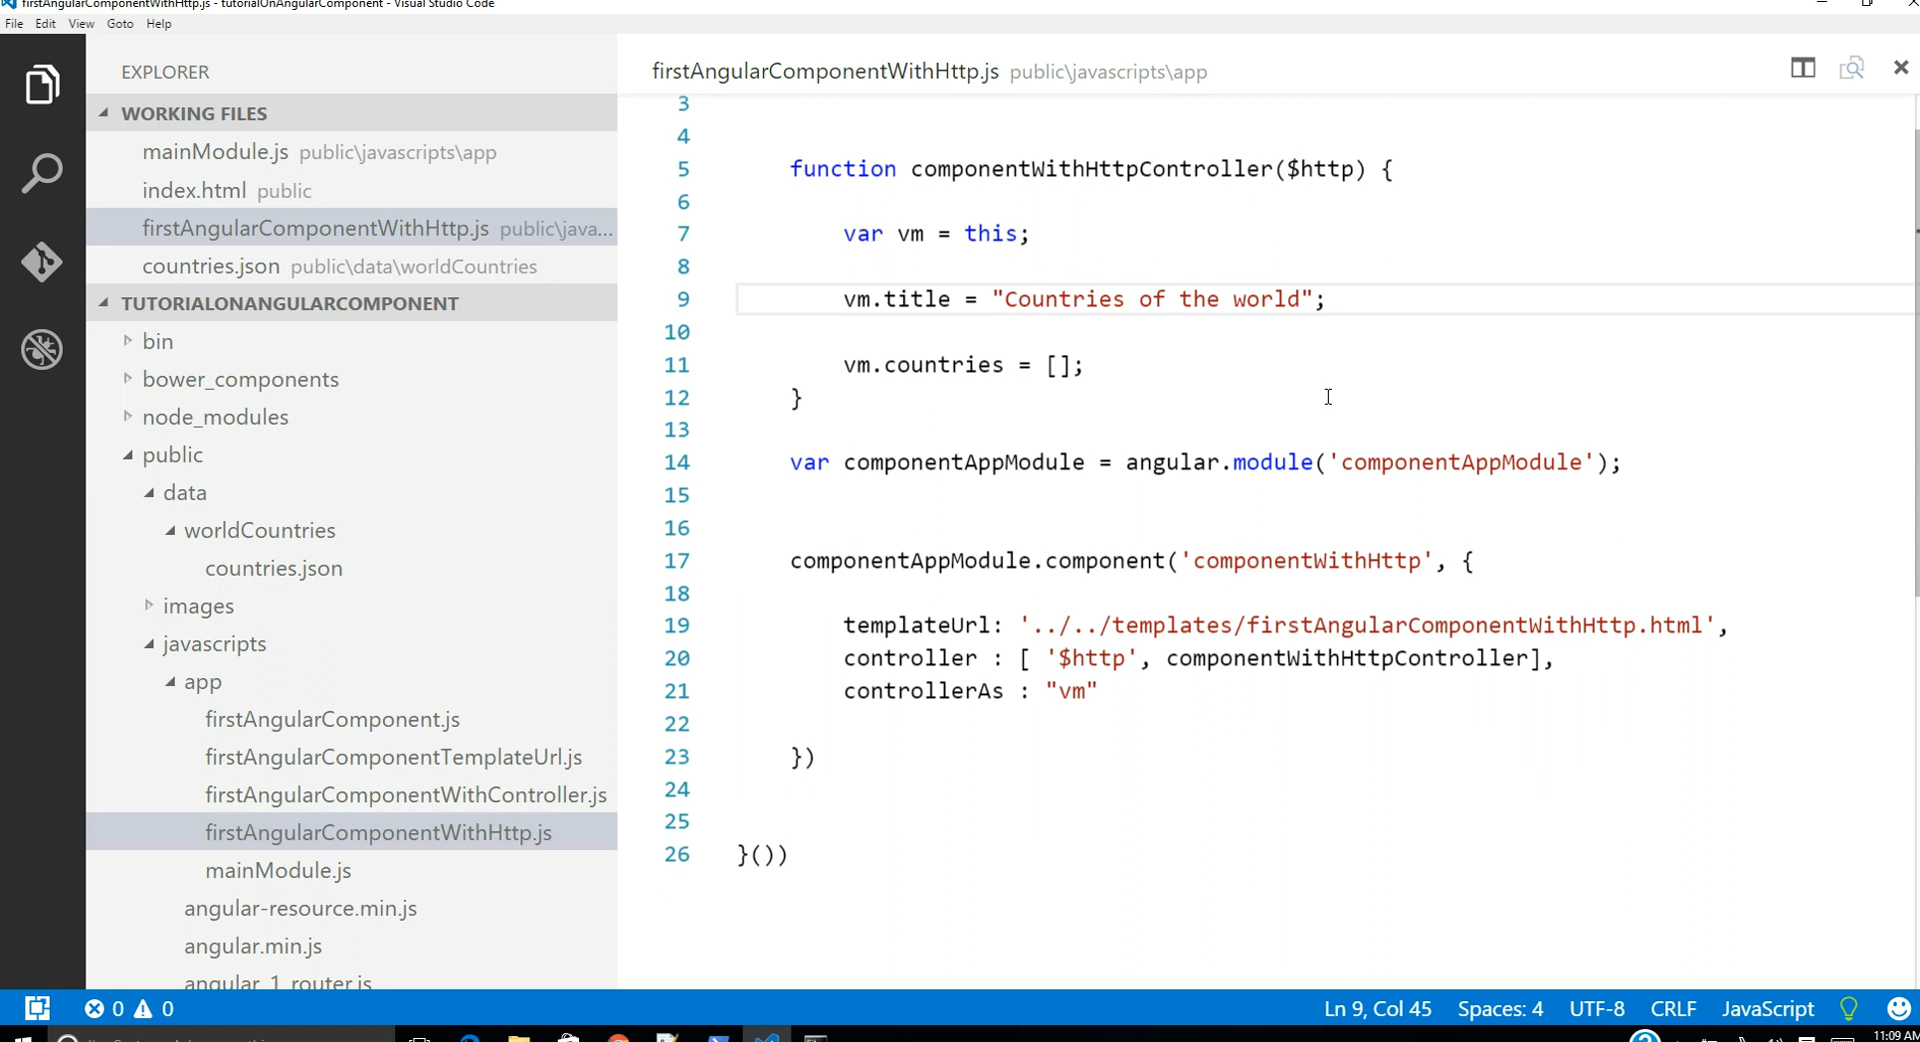 firstAngularComponentWithHttp.js - tutorialOnAngularComponent - Visual Studio Code
File Edit View Goto Help
EXPLORER
WORKING FILES
mainModule.js public\javascripts\app
index.html public
firstAngularComponentWithHttp.js public\java...
countries.json public\data\worldCountries
TUTORIALONANGULARCOMPONENT
bin
bower_components
node_modules
public
data
worldCountries
countries.json
images
javascripts
app
firstAngularComponent.js
firstAngularComponentTemplateUrl.js
firstAngularComponentWithController.js
firstAngularComponentWithHttp.js
mainModule.js
angular-resource.min.js
angular.min.js
angular_1_router.js
firstAngularComponentWithHttp.js public\javascripts\app
3
4
5 function componentWithHttpController($http) {
6
7 var vm = this;
8
9 vm.title = "Countries of the world";
10
11 vm.countries = [];
12 }
13
14 var componentAppModule = angular.module('componentAppModule');
15
16
17 componentAppModule.component('componentWithHttp', {
18
19 templateUrl: '../../templates/firstAngularComponentWithHttp.html',
20 controller : [ '$http', componentWithHttpController],
21 controllerAs : "vm"
22
23 })
24
25
26 }())
0 0
Ln 9, Col 45 Spaces: 4 UTF-8 CRLF JavaScript
11:09 AM